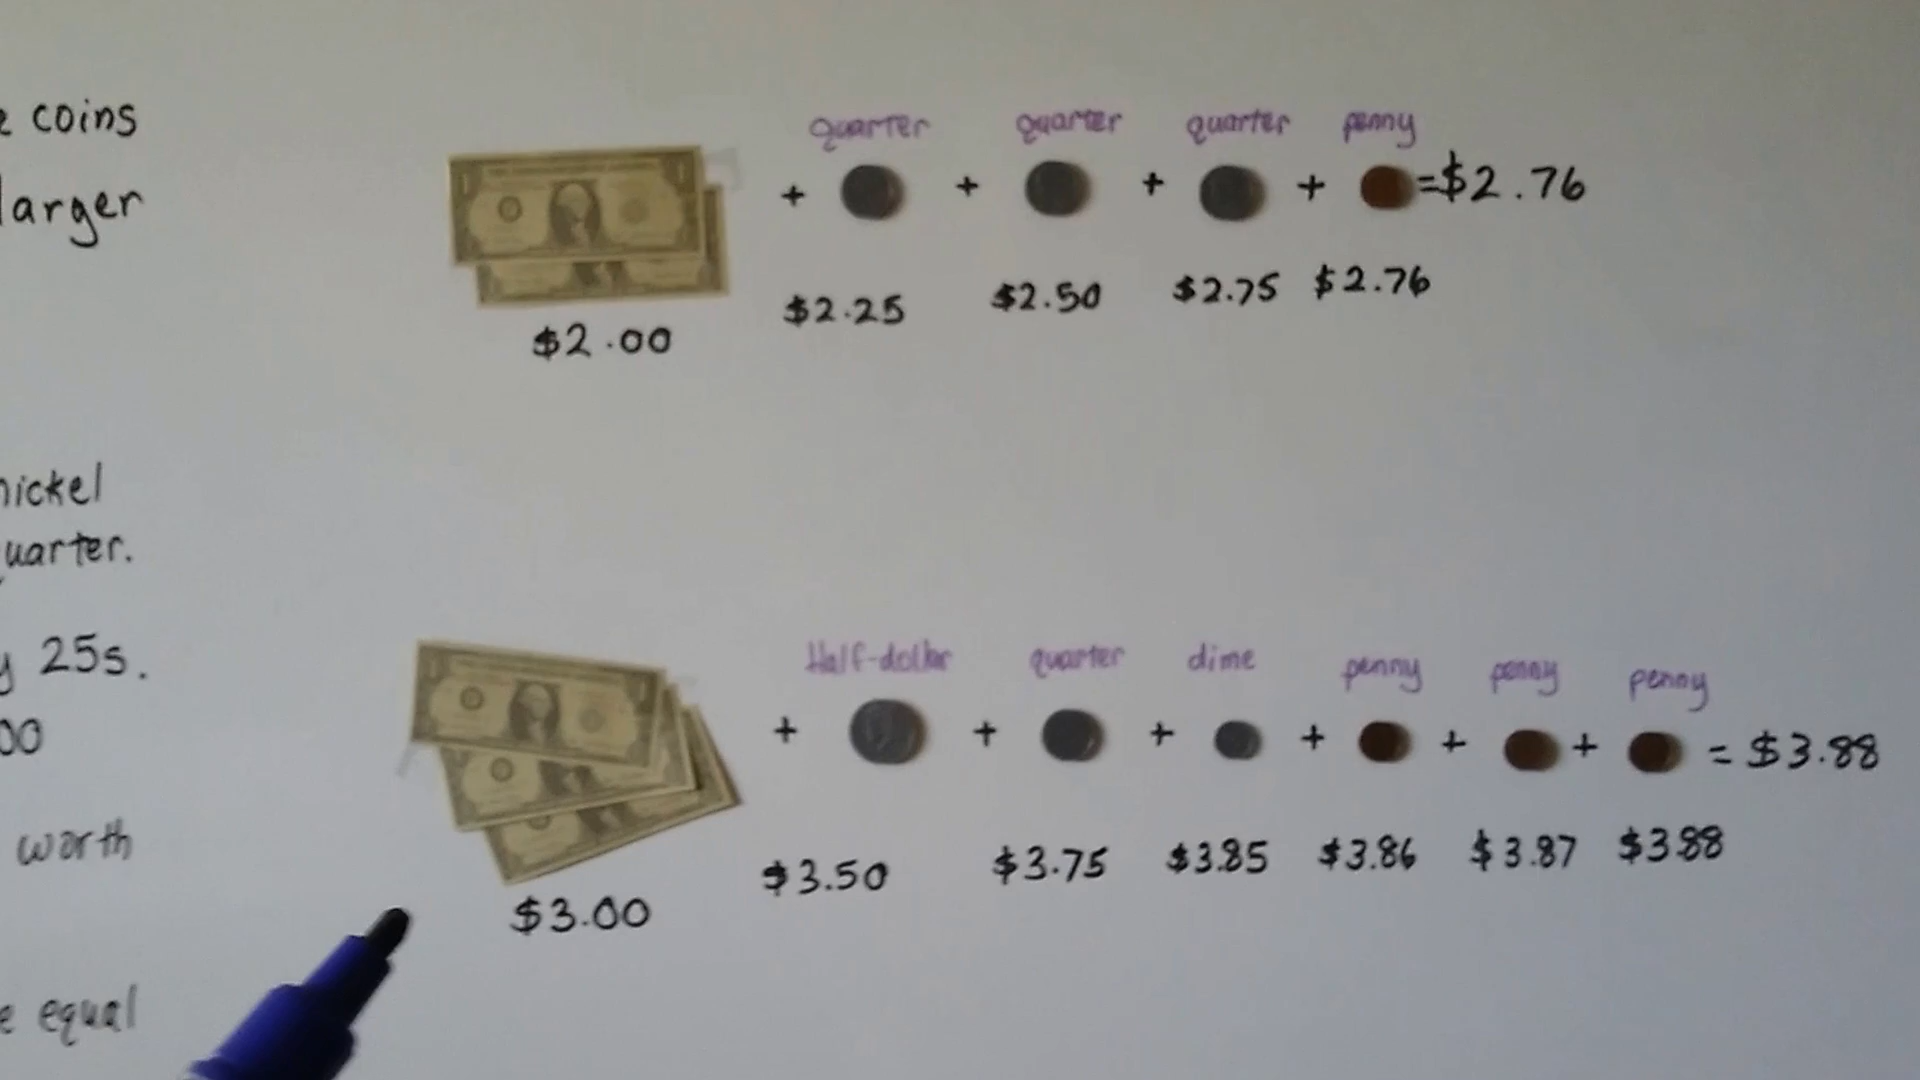 coins
larger
nickel
quarter.
25s.
00
worth
equal
quarter quarter quarter penny
+ + + + =$2.76
$2.00 $2.25 $2.50 $2.75 $2.76
Half-dollar quarter dime penny penny penny
+ + + + + + = $3.88
$3.00 $3.50 $3.75 $3.85 $3.86 $3.87 $3.88